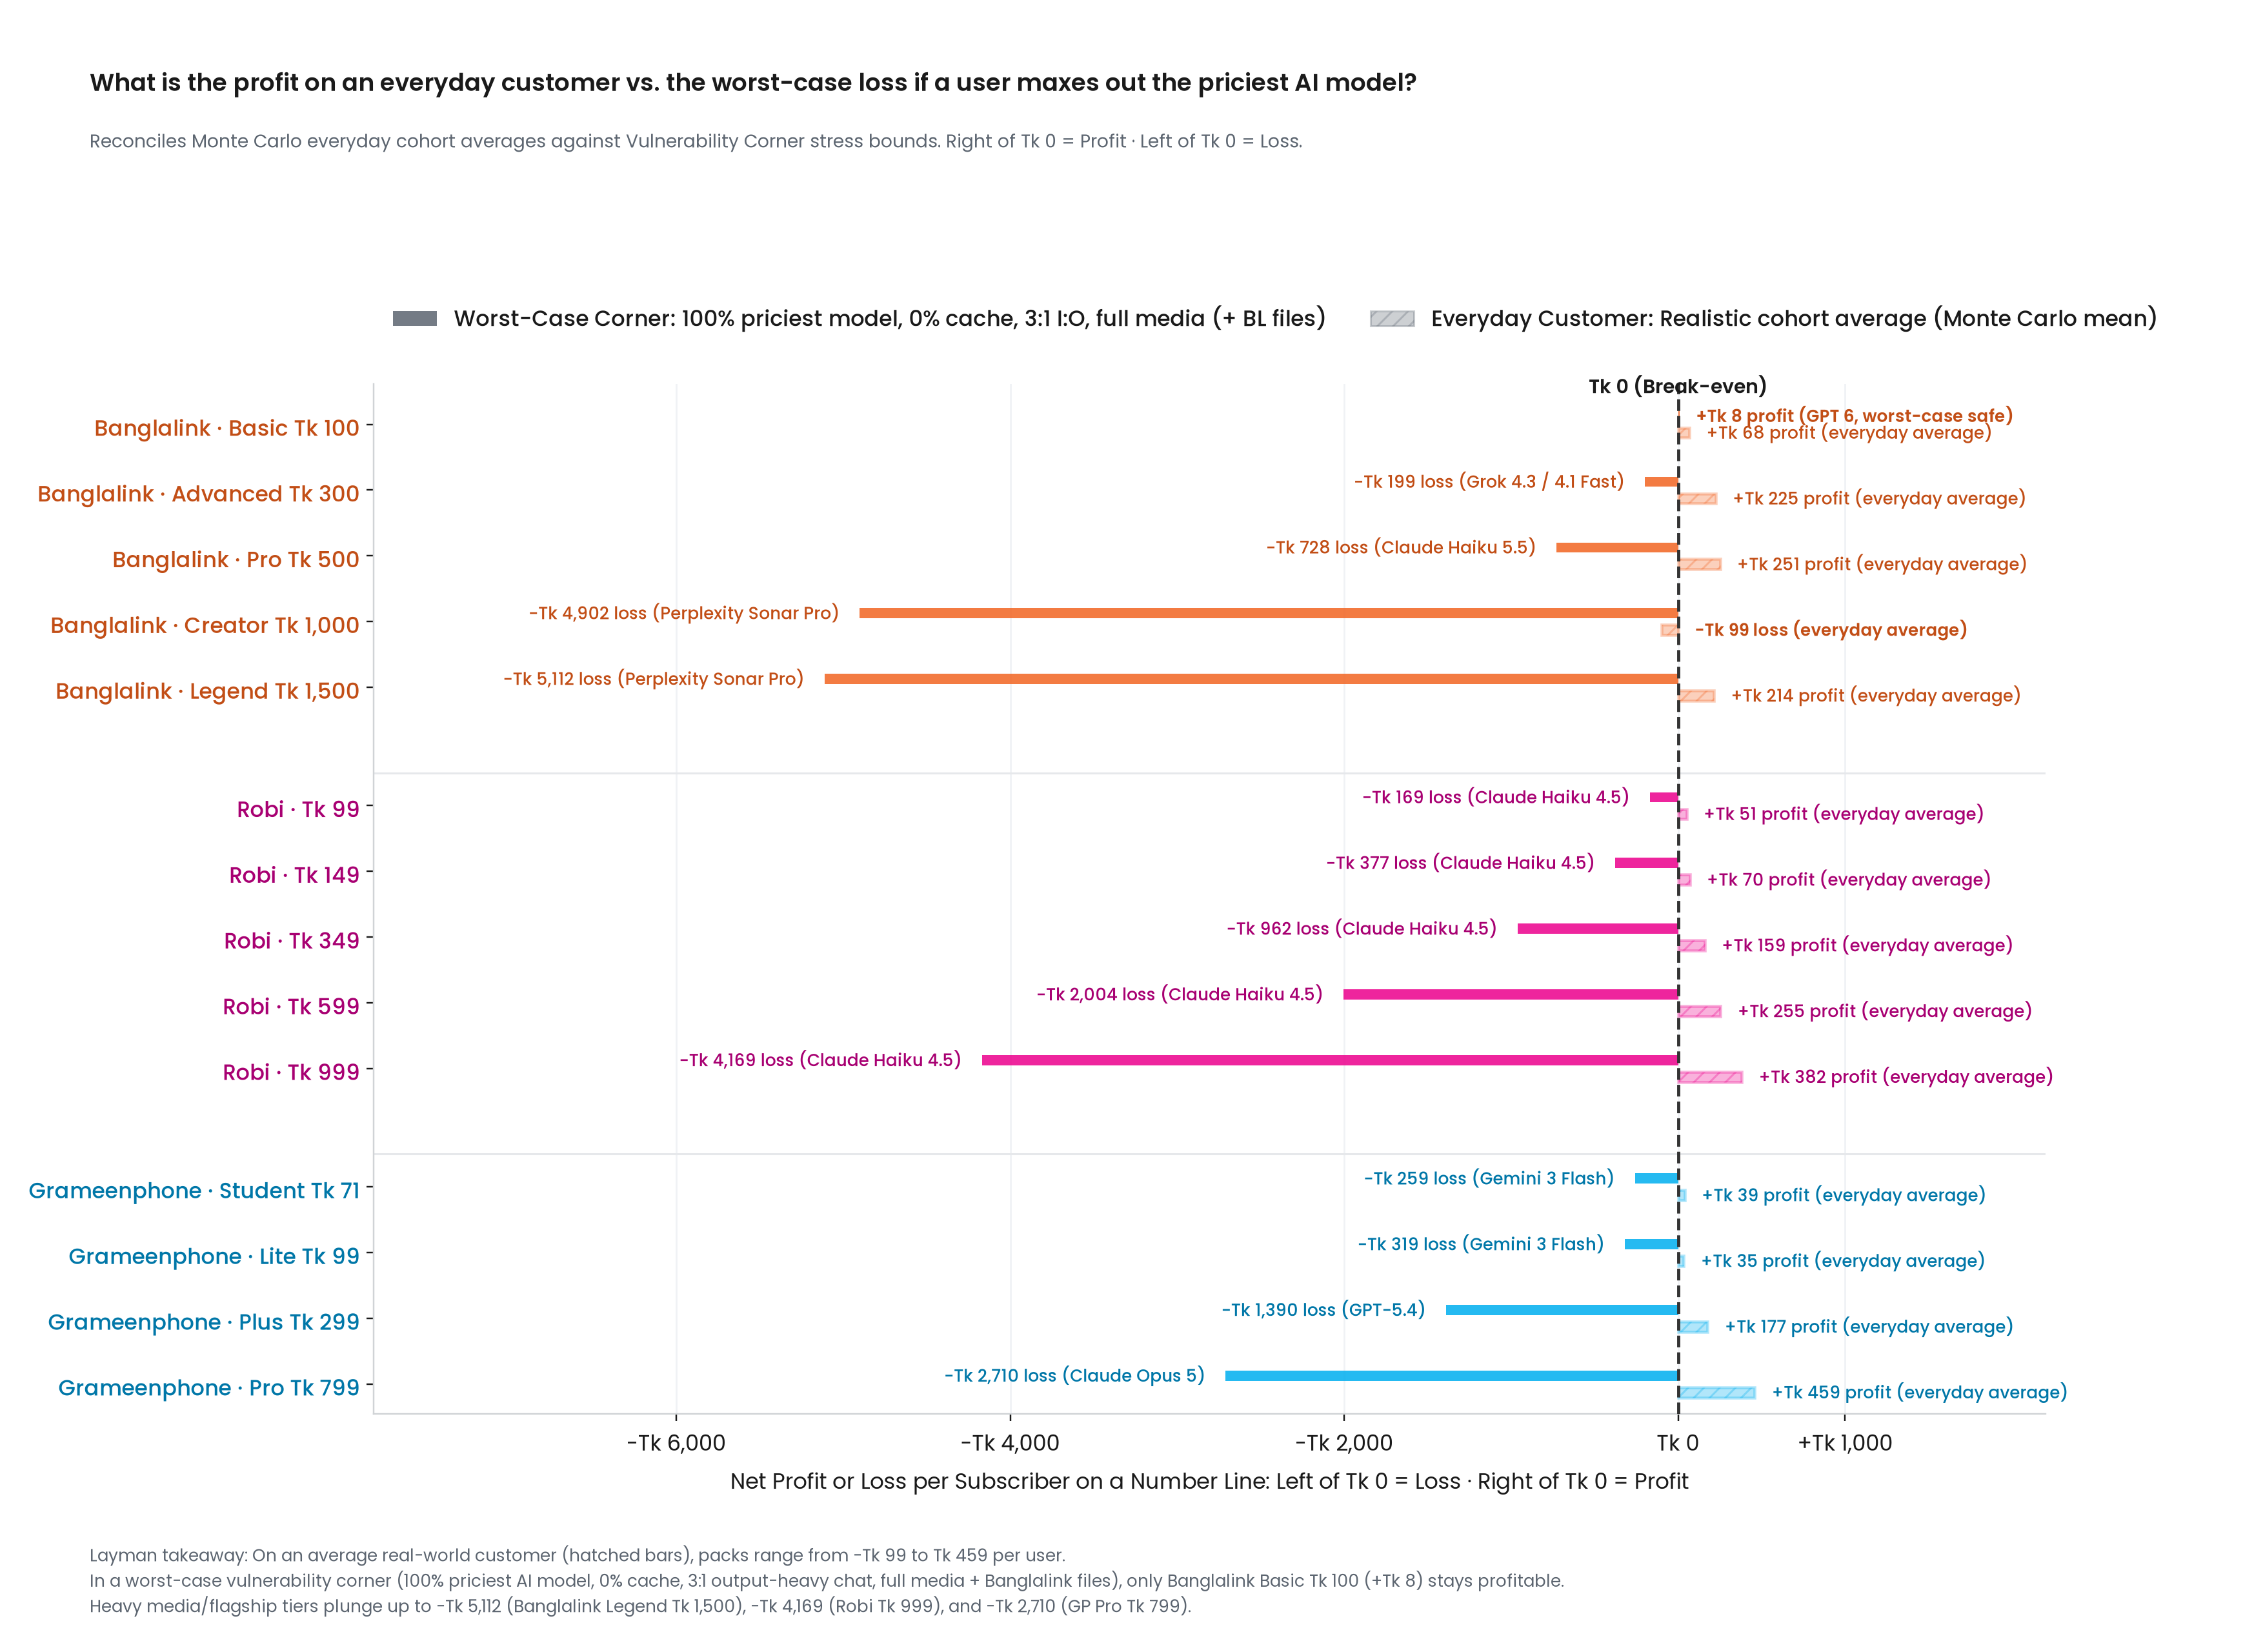 What is the profit on an everyday customer vs. the worst-case loss if a user maxes out the priciest AI model?
Reconciles Monte Carlo everyday cohort averages against Vulnerability Corner stress bounds. Right of Tk 0 = Profit · Left of Tk 0 = Loss.
Worst-Case Corner: 100% priciest model, 0% cache, 3:1 I:O, full media (+ BL files)
Everyday Customer: Realistic cohort average (Monte Carlo mean)
Tk 0 (Break-even)
Banglalink · Basic Tk 100
+Tk 8 profit (GPT 6, worst-case safe)
+Tk 68 profit (everyday average)
Banglalink · Advanced Tk 300
-Tk 199 loss (Grok 4.3 / 4.1 Fast)
+Tk 225 profit (everyday average)
Banglalink · Pro Tk 500
-Tk 728 loss (Claude Haiku 5.5)
+Tk 251 profit (everyday average)
Banglalink · Creator Tk 1,000
-Tk 4,902 loss (Perplexity Sonar Pro)
-Tk 99 loss (everyday average)
Banglalink · Legend Tk 1,500
-Tk 5,112 loss (Perplexity Sonar Pro)
+Tk 214 profit (everyday average)
Robi · Tk 99
-Tk 169 loss (Claude Haiku 4.5)
+Tk 51 profit (everyday average)
Robi · Tk 149
-Tk 377 loss (Claude Haiku 4.5)
+Tk 70 profit (everyday average)
Robi · Tk 349
-Tk 962 loss (Claude Haiku 4.5)
+Tk 159 profit (everyday average)
Robi · Tk 599
-Tk 2,004 loss (Claude Haiku 4.5)
+Tk 255 profit (everyday average)
Robi · Tk 999
-Tk 4,169 loss (Claude Haiku 4.5)
+Tk 382 profit (everyday average)
Grameenphone · Student Tk 71
-Tk 259 loss (Gemini 3 Flash)
+Tk 39 profit (everyday average)
Grameenphone · Lite Tk 99
-Tk 319 loss (Gemini 3 Flash)
+Tk 35 profit (everyday average)
Grameenphone · Plus Tk 299
-Tk 1,390 loss (GPT-5.4)
+Tk 177 profit (everyday average)
Grameenphone · Pro Tk 799
-Tk 2,710 loss (Claude Opus 5)
+Tk 459 profit (everyday average)
-Tk 6,000
-Tk 4,000
-Tk 2,000
Tk 0
+Tk 1,000
Net Profit or Loss per Subscriber on a Number Line: Left of Tk 0 = Loss · Right of Tk 0 = Profit
Layman takeaway: On an average real-world customer (hatched bars), packs range from -Tk 99 to Tk 459 per user.
In a worst-case vulnerability corner (100% priciest AI model, 0% cache, 3:1 output-heavy chat, full media + Banglalink files), only Banglalink Basic Tk 100 (+Tk 8) stays profitable.
Heavy media/flagship tiers plunge up to -Tk 5,112 (Banglalink Legend Tk 1,500), -Tk 4,169 (Robi Tk 999), and -Tk 2,710 (GP Pro Tk 799).